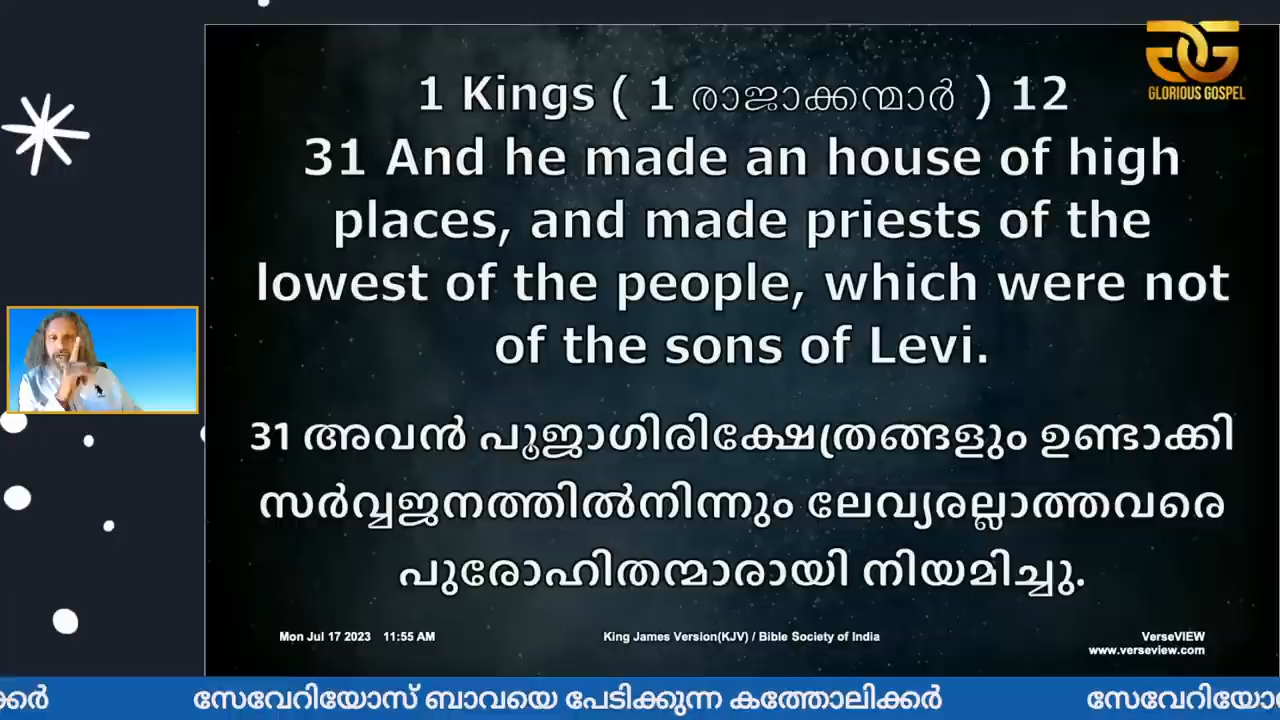 GLORIOUS GOSPEL
1 Kings ( 1 രാജാക്കന്മാർ ) 12
31 And he made an house of high
places, and made priests of the
lowest of the people, which were not
of the sons of Levi.
31 അവൻ പൂജാഗിരിക്ഷേത്രങ്ങളും ഉണ്ടാക്കി
സർവ്വജനത്തിൽനിന്നും ലേവ്യരല്ലാത്തവരെ
പുരോഹിതന്മാരായി നിയമിച്ചു.
Mon Jul 17 2023 11:55 AM King James Version(KJV) / Bible Society of India VerseVIEW
www.verseview.com
ക്കർ സേവേറിയോസ് ബാവയെ പേടിക്കുന്ന കത്തോലിക്കർ സേവേറിയോ